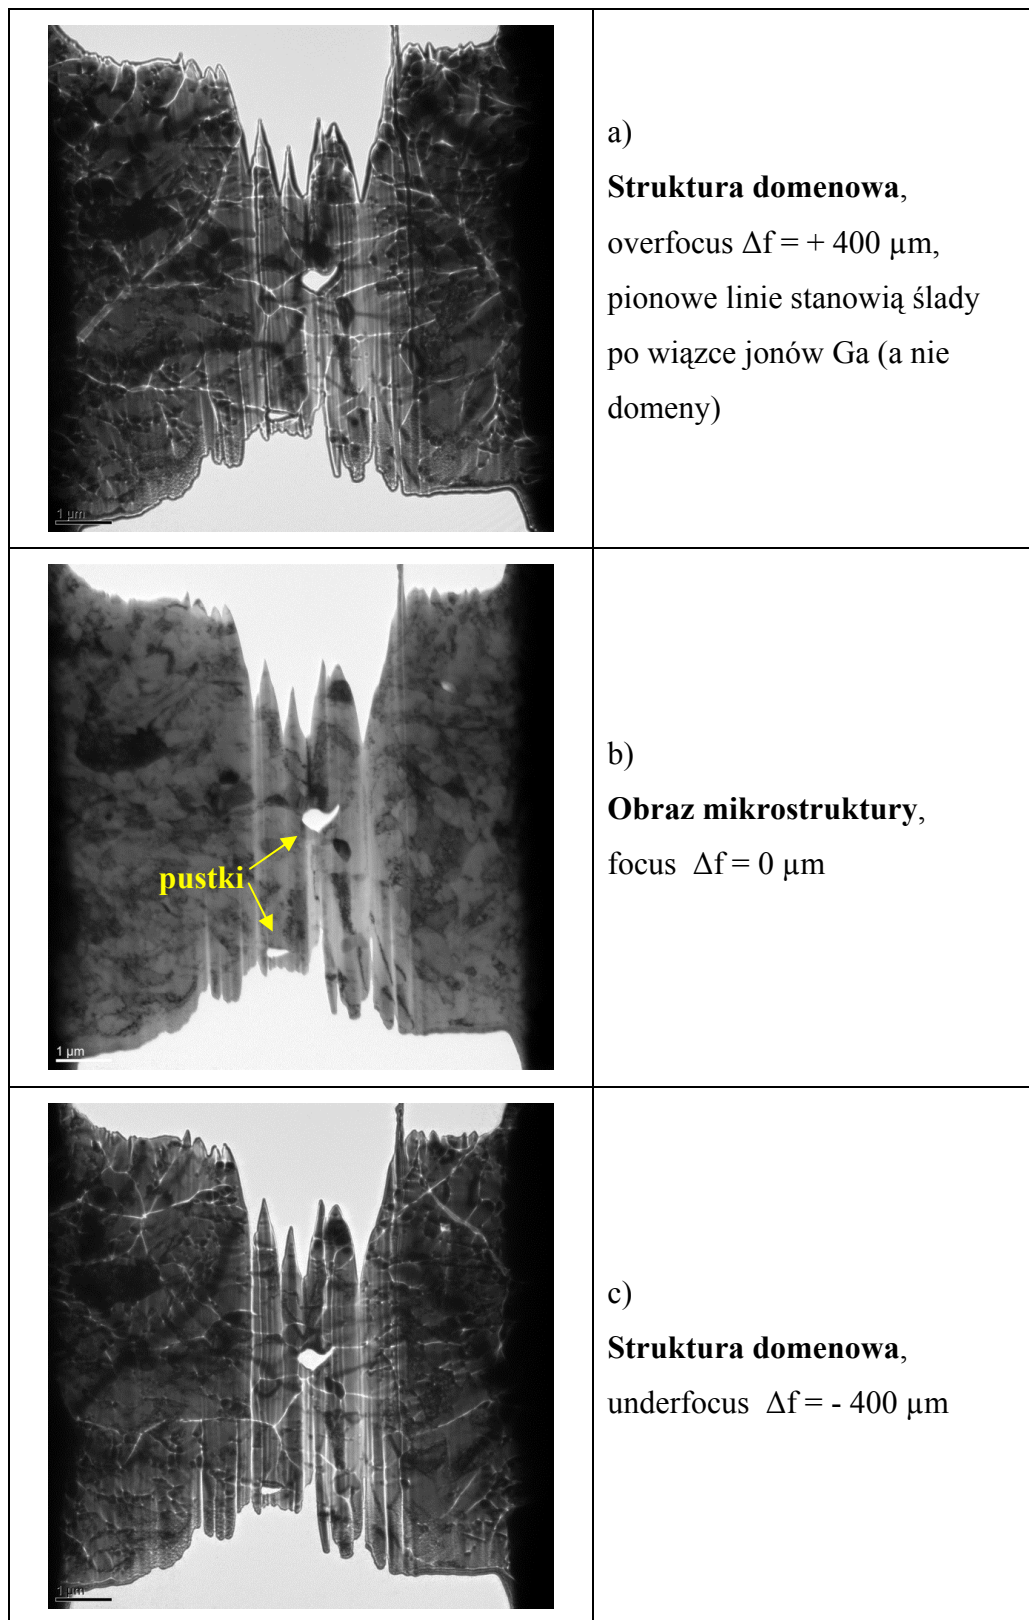 a)
Struktura domenowa,
overfocus Δf = + 400 µm,
pionowe linie stanowią ślady
po wiązce jonów Ga (a nie
domeny)
1 µm
b)
Obraz mikrostruktury,
focus Δf = 0 µm
pustki
1 µm
c)
Struktura domenowa,
underfocus Δf = - 400 µm
1 µm